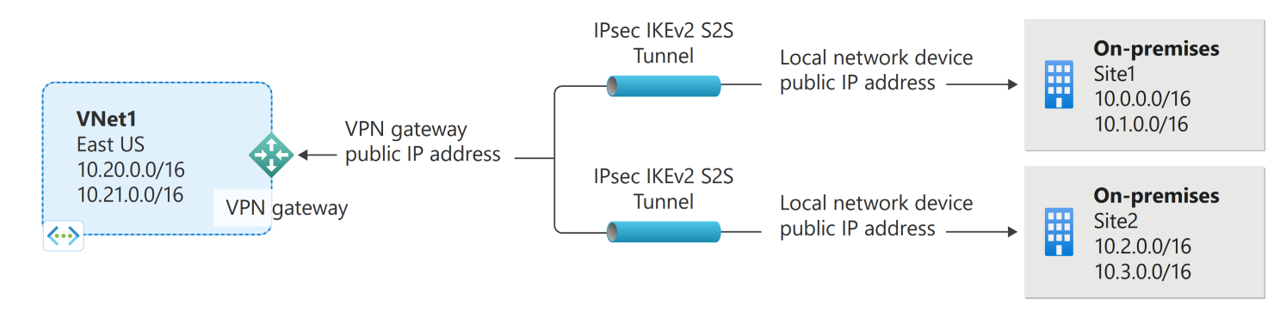 VNet1
East US
10.20.0.0/16
10.21.0.0/16
VPN gateway
VPN gateway
public IP address
IPsec IKEv2 S2S
Tunnel
Local network device
public IP address
On-premises
Site1
10.0.0.0/16
10.1.0.0/16
IPsec IKEv2 S2S
Tunnel
Local network device
public IP address
On-premises
Site2
10.2.0.0/16
10.3.0.0/16